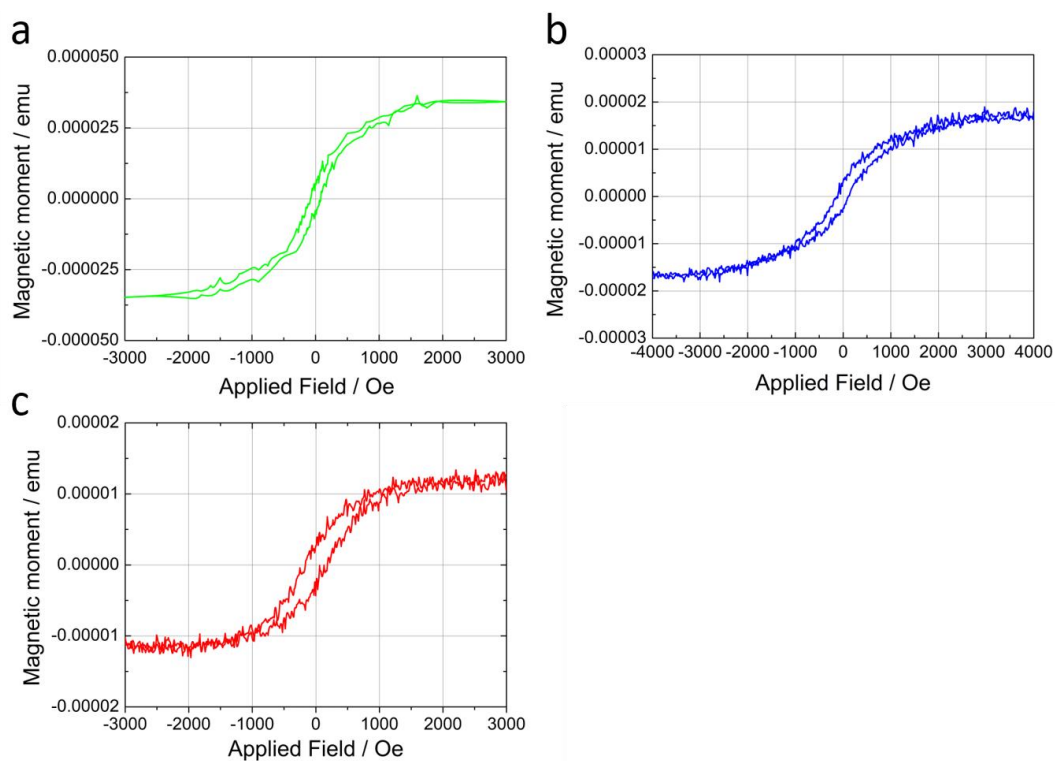 a
Magnetic moment / emu
0.000050
0.000025
0.000000
-0.000025
-0.000050
-3000 -2000 -1000 0 1000 2000 3000
Applied Field / Oe
b
Magnetic moment / emu
0.00003
0.00002
0.00001
0.00000
-0.00001
-0.00002
-0.00003
-4000 -3000 -2000 -1000 0 1000 2000 3000 4000
Applied Field / Oe
c
Magnetic moment / emu
0.00002
0.00001
0.00000
-0.00001
-0.00002
-3000 -2000 -1000 0 1000 2000 3000
Applied Field / Oe